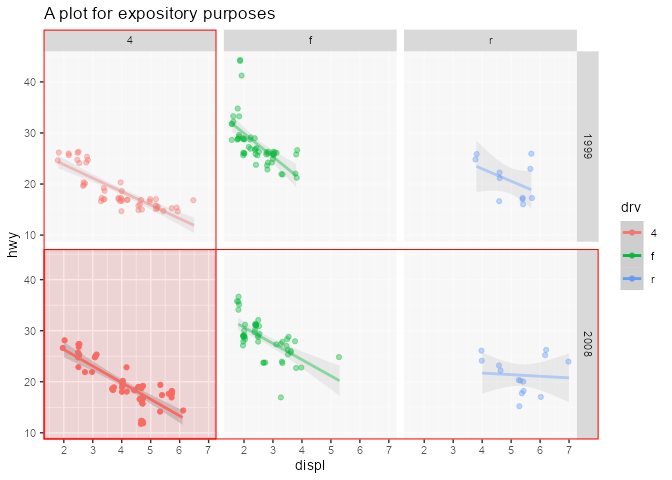 A plot for expository purposes
4 f r
40
30
20
10
1999
40
30
20
10
2008
2 3 4 5 6 7 2 3 4 5 6 7 2 3 4 5 6 7
displ
hwy
drv
4
f
r